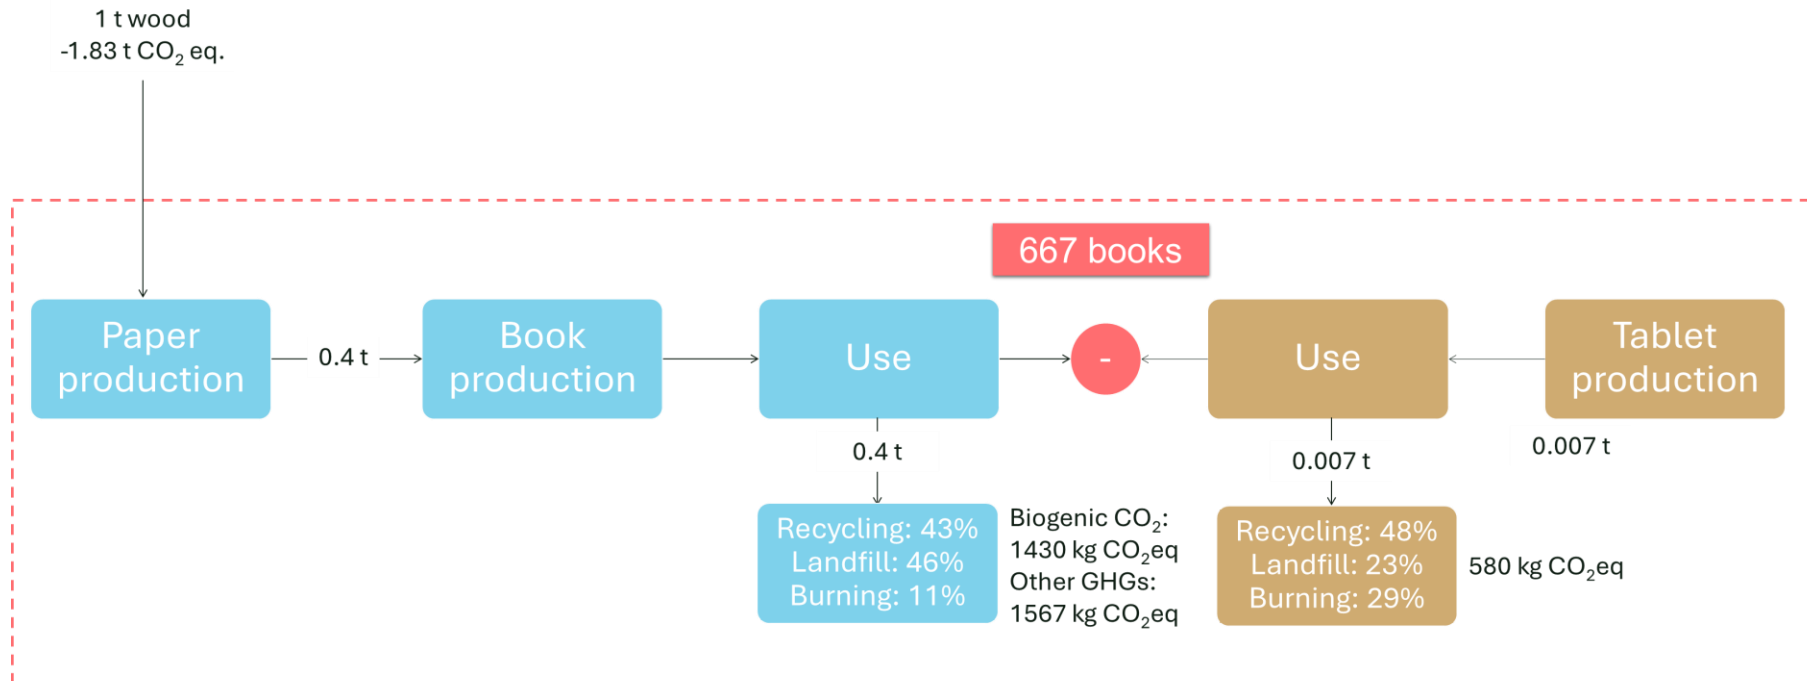 1 t wood
-1.83 t CO₂ eq.
667 books
Paper
production
0.4 t
Book
production
Use
-
Use
Tablet
production
0.4 t
0.007 t
0.007 t
Recycling: 43%
Landfill: 46%
Burning: 11%
Biogenic CO₂:
1430 kg CO₂eq
Other GHGs:
1567 kg CO₂eq
Recycling: 48%
Landfill: 23%
Burning: 29%
580 kg CO₂eq